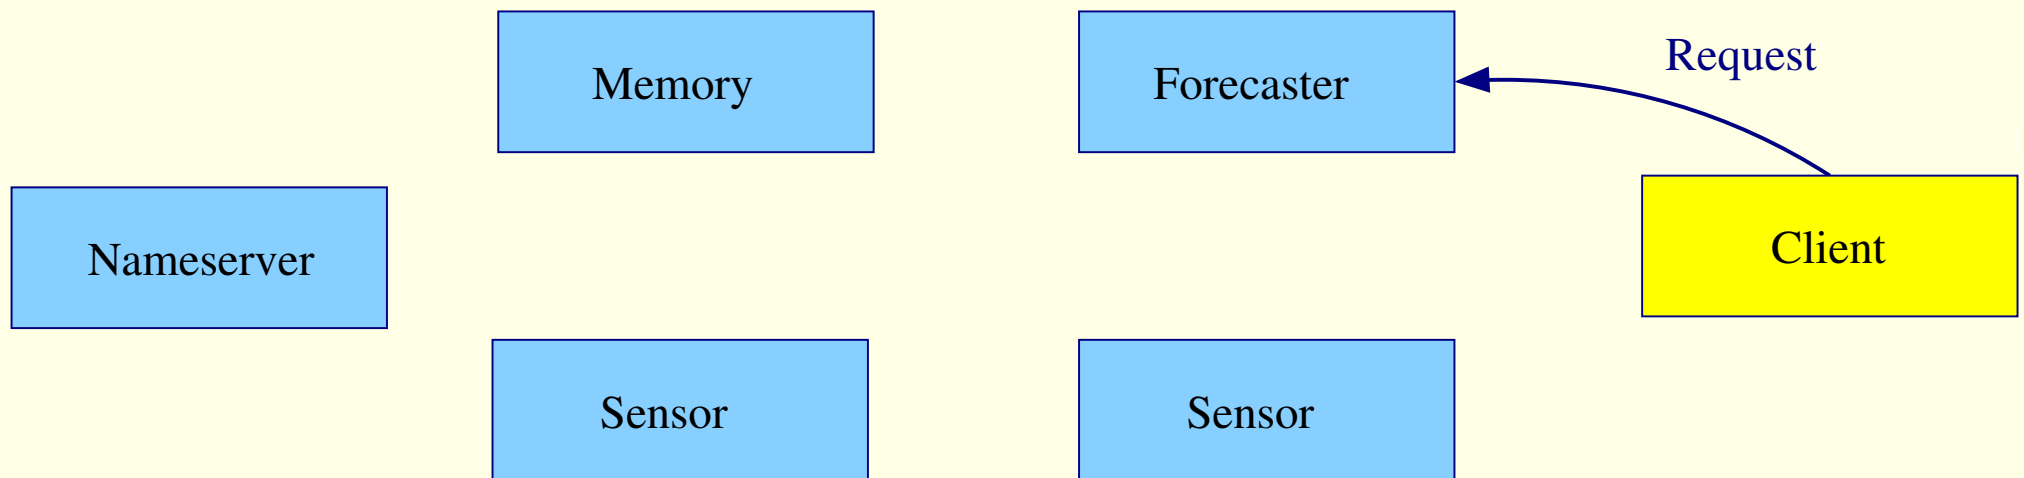 Memory
Forecaster
Request
Nameserver
Client
Sensor
Sensor